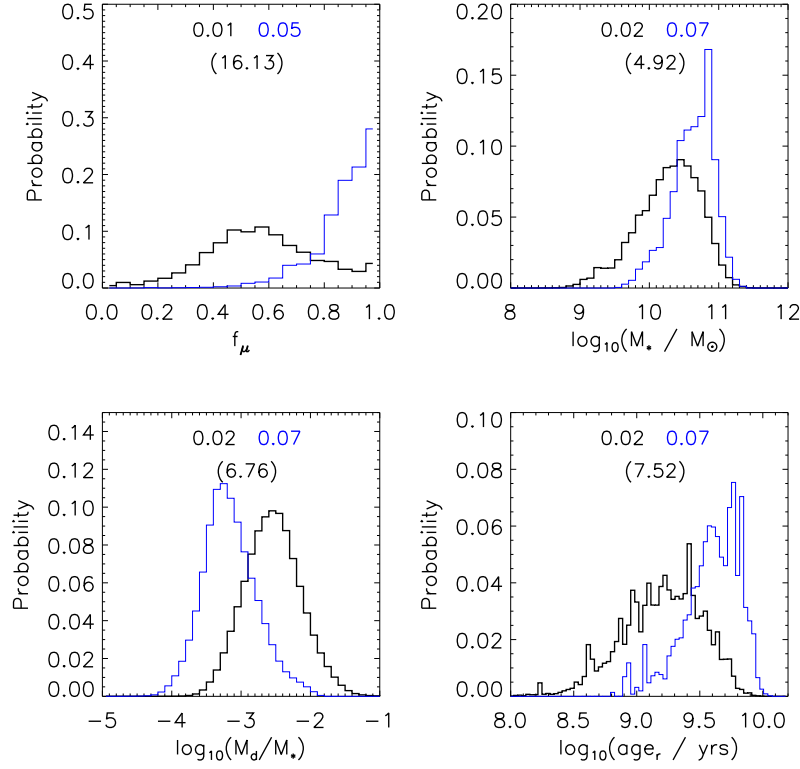 0.01 0.05
(16.13)
Probability
0.5
0.4
0.3
0.2
0.1
0.0
0.0 0.2 0.4 0.6 0.8 1.0
f_μ
0.02 0.07
(4.92)
Probability
0.20
0.15
0.10
0.05
0.00
8 9 10 11 12
log₁₀(M_* / M_⊙)
0.02 0.07
(6.76)
Probability
0.14
0.12
0.10
0.08
0.06
0.04
0.02
0.00
-5 -4 -3 -2 -1
log₁₀(M_d/M_*)
0.02 0.07
(7.52)
Probability
0.10
0.08
0.06
0.04
0.02
0.00
8.0 8.5 9.0 9.5 10.0
log₁₀(age_r / yrs)